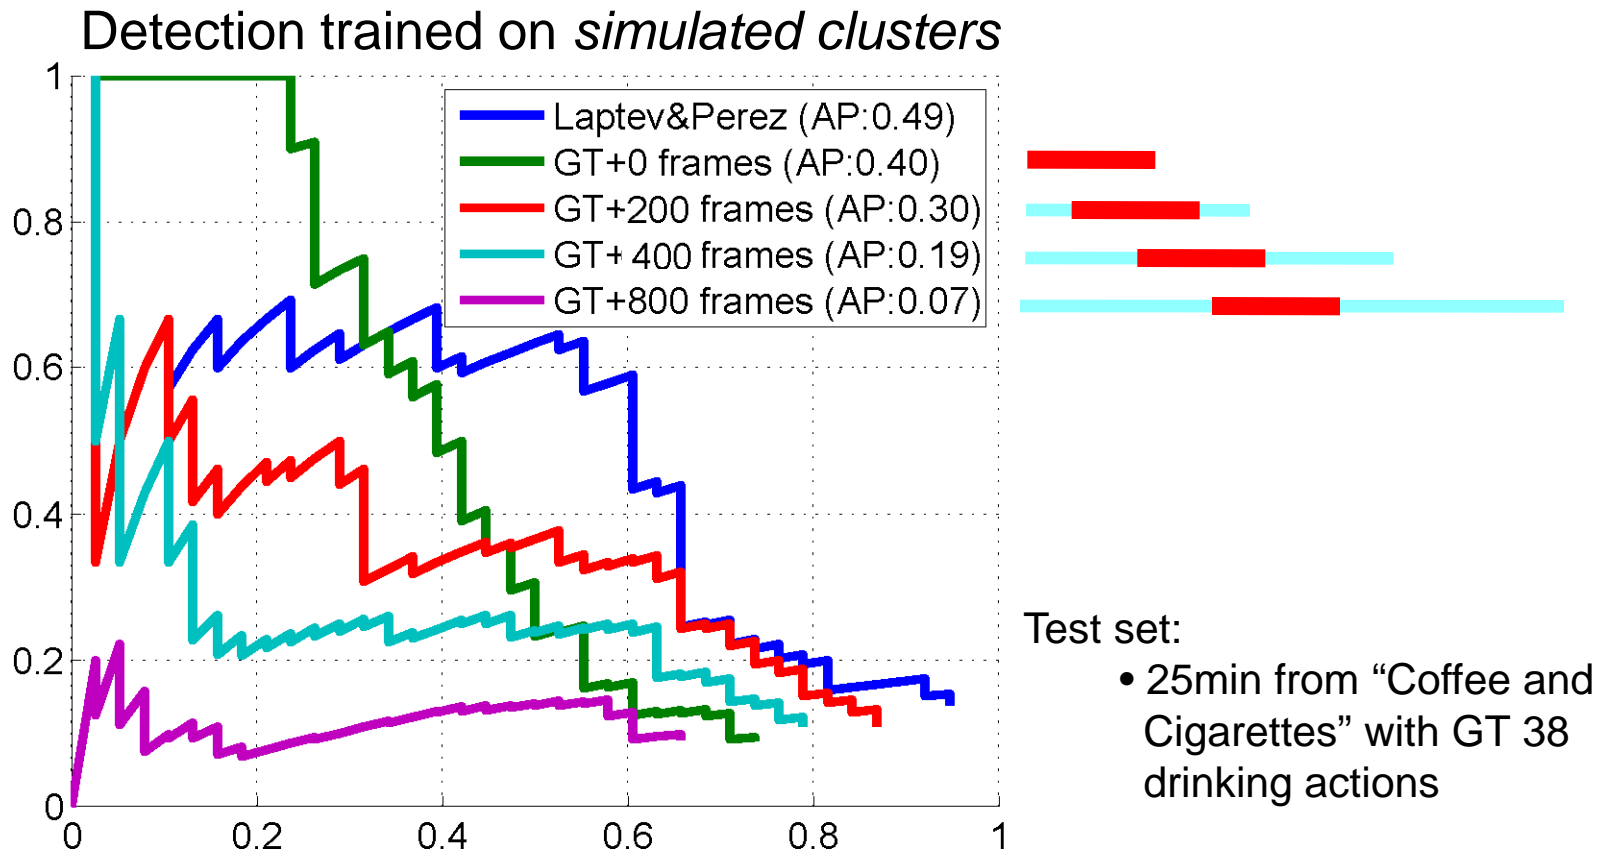 Detection trained on simulated clusters
1
0.8
0.6
0.4
0.2
0
0 0.2 0.4 0.6 0.8 1
Laptev&Perez (AP:0.49)
GT+0 frames (AP:0.40)
GT+200 frames (AP:0.30)
GT+ 400 frames (AP:0.19)
GT+800 frames (AP:0.07)
Test set:
• 25min from “Coffee and
Cigarettes” with GT 38
drinking actions